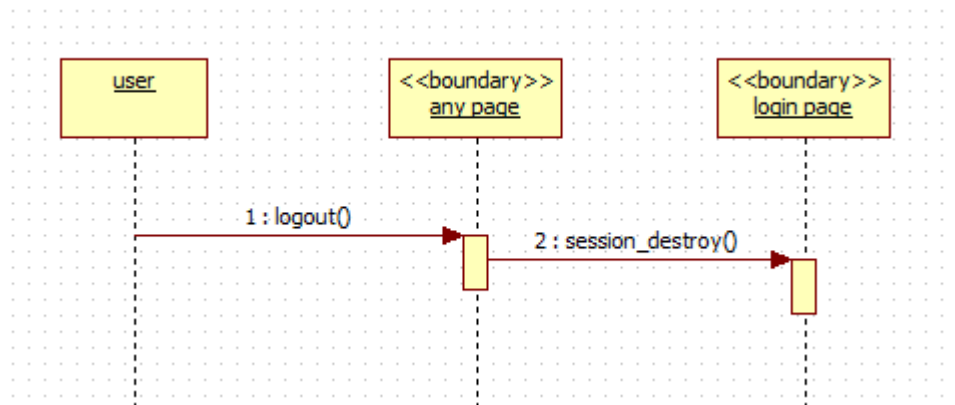 user
<<boundary>>
any page
<<boundary>>
login page
1 : logout()
2 : session_destroy()